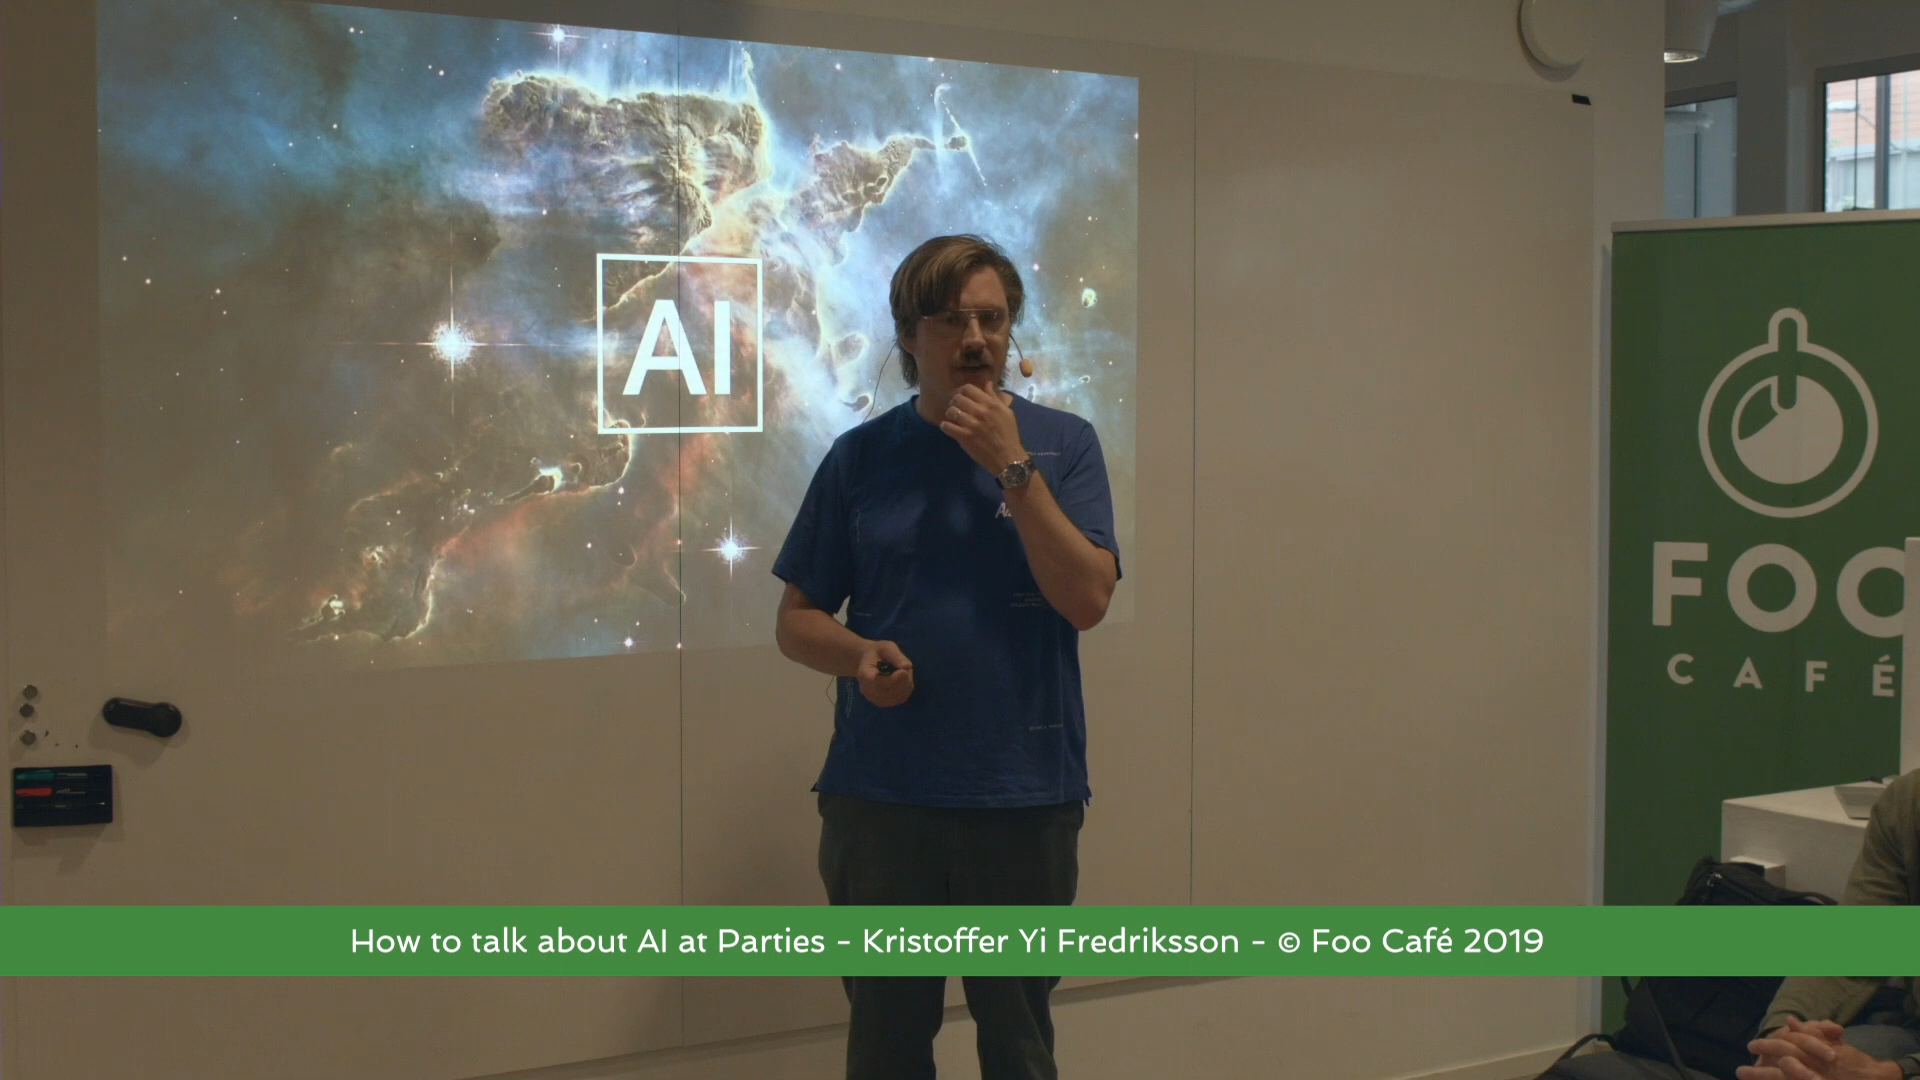 AI
FOO
CAFÉ
How to talk about AI at Parties - Kristoffer Yi Fredriksson - © Foo Café 2019